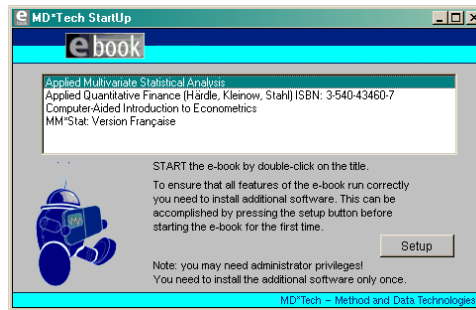 MD*Tech StartUp
e book
Applied Multivariate Statistical Analysis
Applied Quantitative Finance (Härdle, Kleinow, Stahl) ISBN: 3-540-43460-7
Computer-Aided Introduction to Econometrics
MM*Stat: Version Française
START the e-book by double-click on the title.
To ensure that all features of the e-book run correctly
you need to install additional software. This can be
accomplished by pressing the setup button before
starting the e-book for the first time.
Setup
Note: you may need administrator privileges!
You need to install the additional software only once.
MD*Tech – Method and Data Technologies